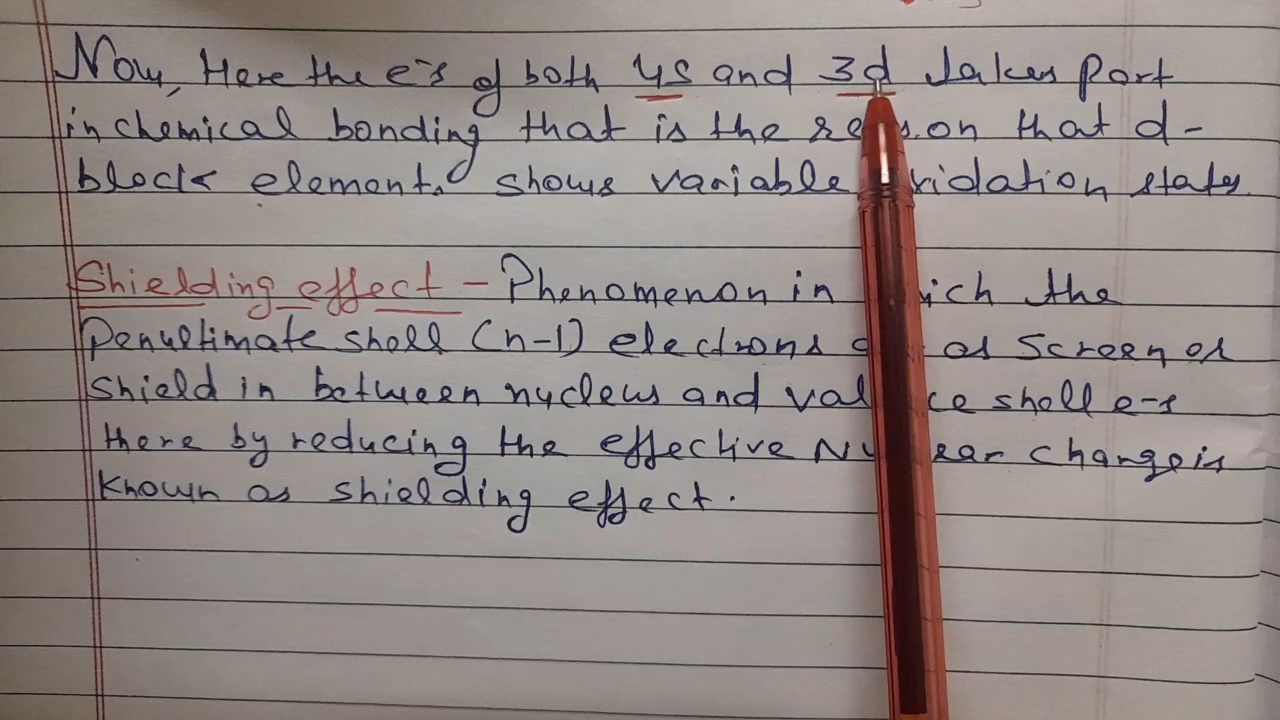 Now, Here the e-s of both 4s and 3d takes part
in chemical bonding that is the reason that d-
block elements shows variable oxidation states
Shielding effect - Phenomenon in which the
Penultimate shell (n-1) electrons as screen or
shield in between nucleus and valence shell e-s
there by reducing the effective Nuclear charge is
known as shielding effect.